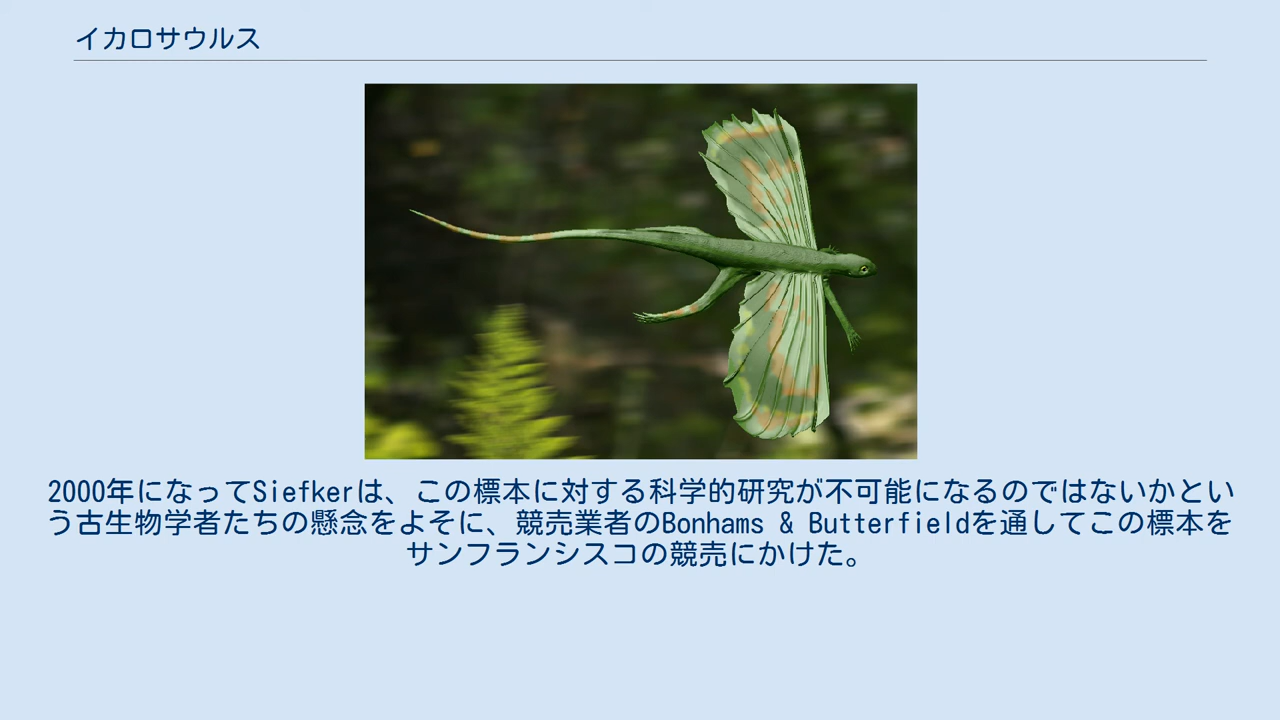 イカロサウルス
2000年になってSiefkerは、この標本に対する科学的研究が不可能になるのではないかとい
う古生物学者たちの懸念をよそに、競売業者のBonhams & Butterfieldを通してこの標本を
サンフランシスコの競売にかけた。